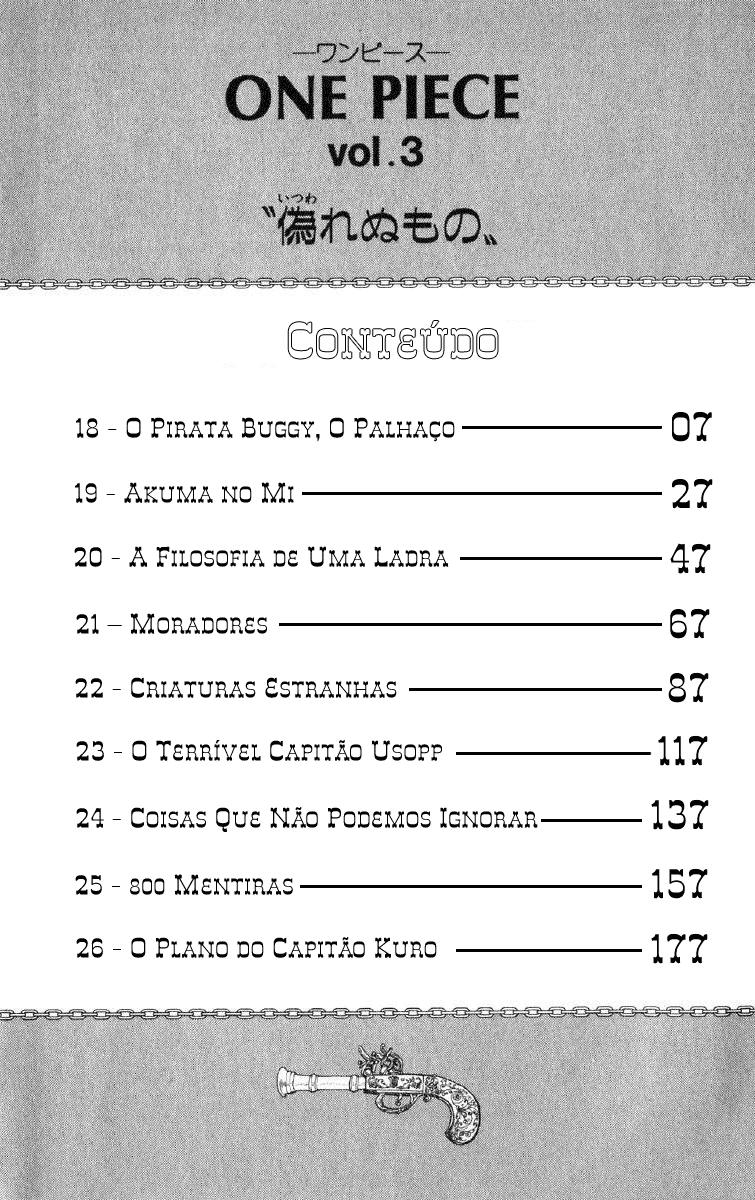 ―ワンピース―
ONE PIECE
vol.3
いつわ
〝偽れぬもの〟
Conteúdo
18 - O Pirata Buggy, O Palhaço 07
19 - Akuma no Mi 27
20 - A Filosofia de Uma Ladra 47
21 – Moradores 67
22 - Criaturas Estranhas 87
23 - O Terrível Capitão Usopp 117
24 - Coisas Que Não Podemos Ignorar 137
25 - 800 Mentiras 157
26 - O Plano do Capitão Kuro 177